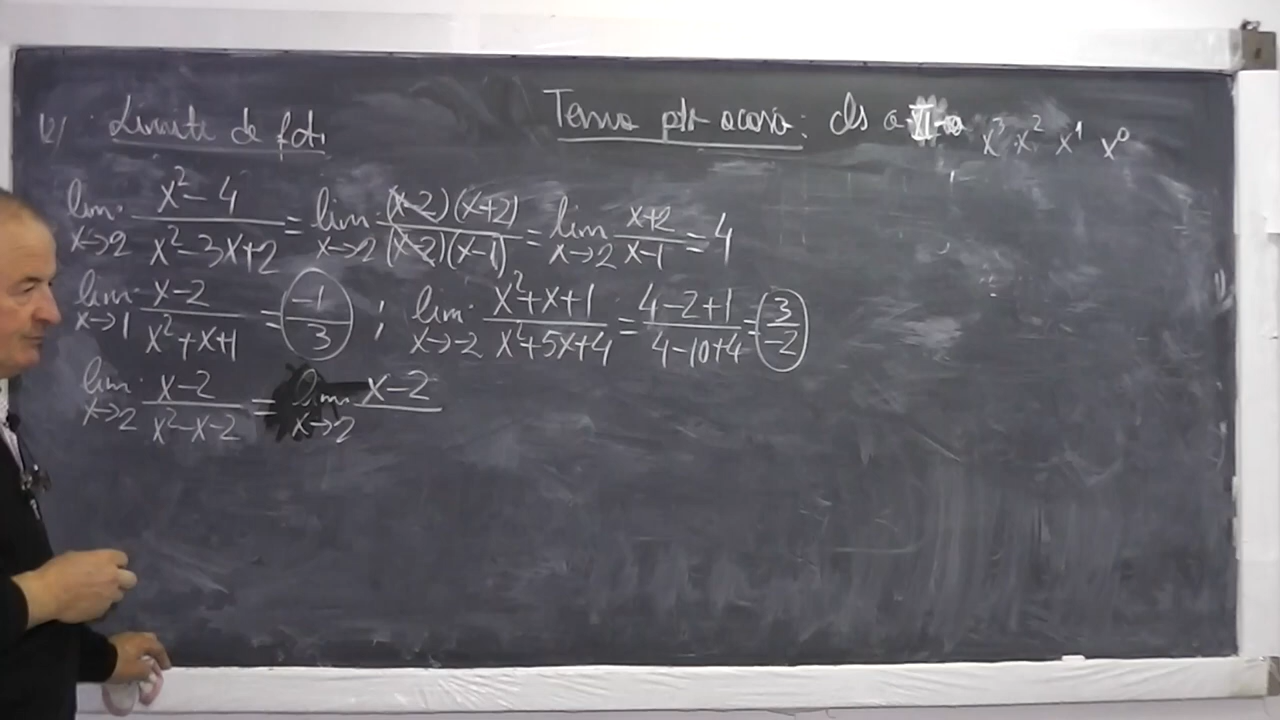 12/ Limite de fcții Tema ptr acasă: cls a XI-a x³ x² x¹ x⁰
lim x→2 (x²-4)/(x²-3x+2) = lim x→2 ((x-2)(x+2))/((x-2)(x-1)) = lim x→2 (x+2)/(x-1) = 4
lim x→1 (x-2)/(x²+x+1) = -1/3 ; lim x→-2 (x²+x+1)/(x²+5x+4) = (4-2+1)/(4-10+4) = 3/-2
lim x→2 (x-2)/(x²-x-2) = lim x→2 x-2